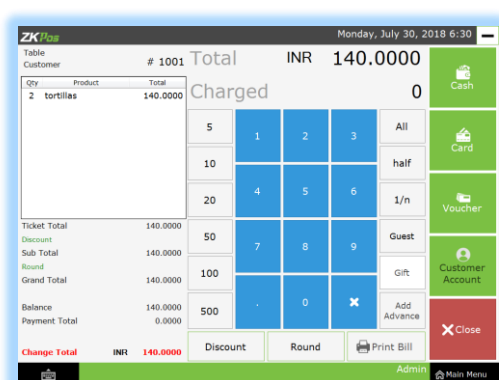 ZKPos
Monday, July 30, 2018 6:30
Table
Customer # 1001
Qty Product Total
2 tortillas 140.0000
Ticket Total 140.0000
Discount
Sub Total 140.0000
Round
Grand Total 140.0000
Balance 140.0000
Payment Total 0.0000
Change Total INR 140.0000
Total INR 140.0000
Charged 0
5 1 2 3 All
10 half
20 4 5 6 1/n
50 7 8 9 Guest
100 Gift
500 . 0 × Add Advance
Discount Round Print Bill
Cash
Card
Voucher
Customer
Account
Close
Admin
Main Menu